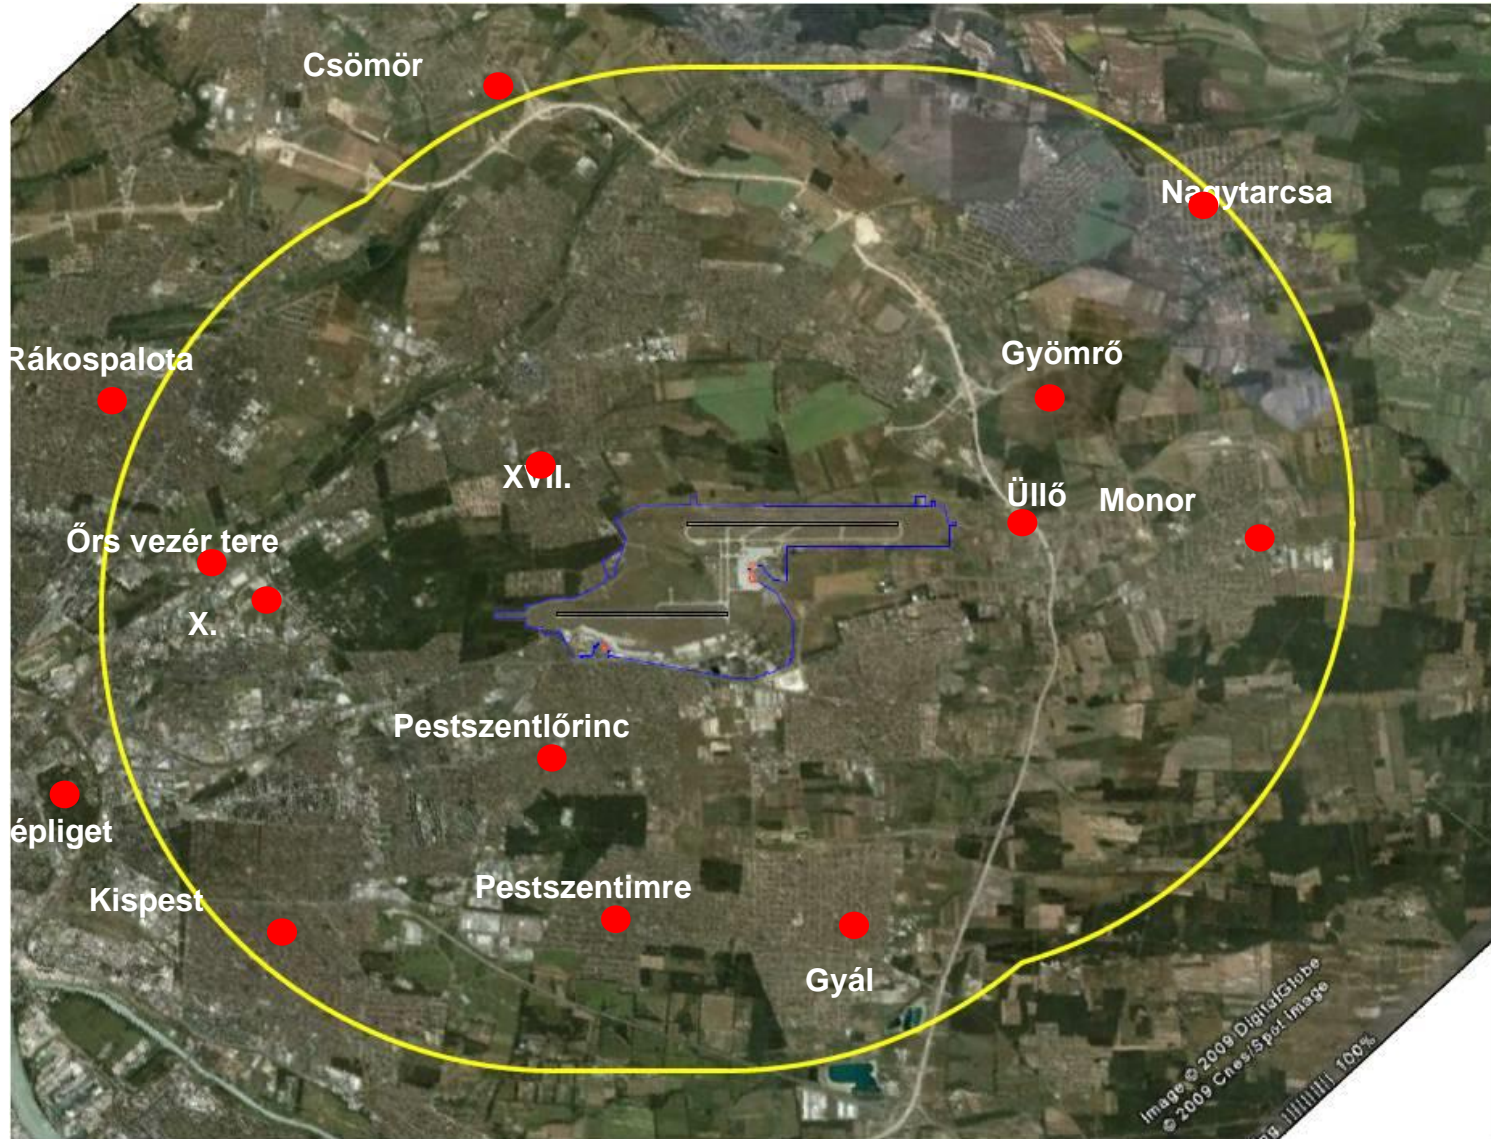 Csömör
Nagytarcsa
Rákospalota
Gyömrő
XVII.
Üllő
Monor
Őrs vezér tere
X.
Pestszentlőrinc
épliget
Kispest
Pestszentimre
Gyál
Image © 2009 DigitalGlobe
© 2009 Cnes/Spot Image
ng ||||||||| 100%